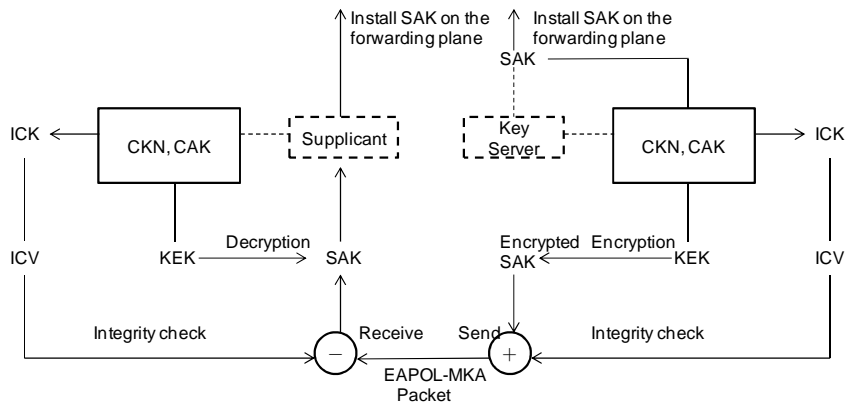 Install SAK on the
forwarding plane
Install SAK on the
forwarding plane
SAK
ICK
CKN, CAK
Supplicant
Key
Server
CKN, CAK
ICK
ICV
KEK
Decryption
SAK
Encrypted
SAK
Encryption
KEK
ICV
Integrity check
−
Receive
Send
+
Integrity check
EAPOL-MKA
Packet